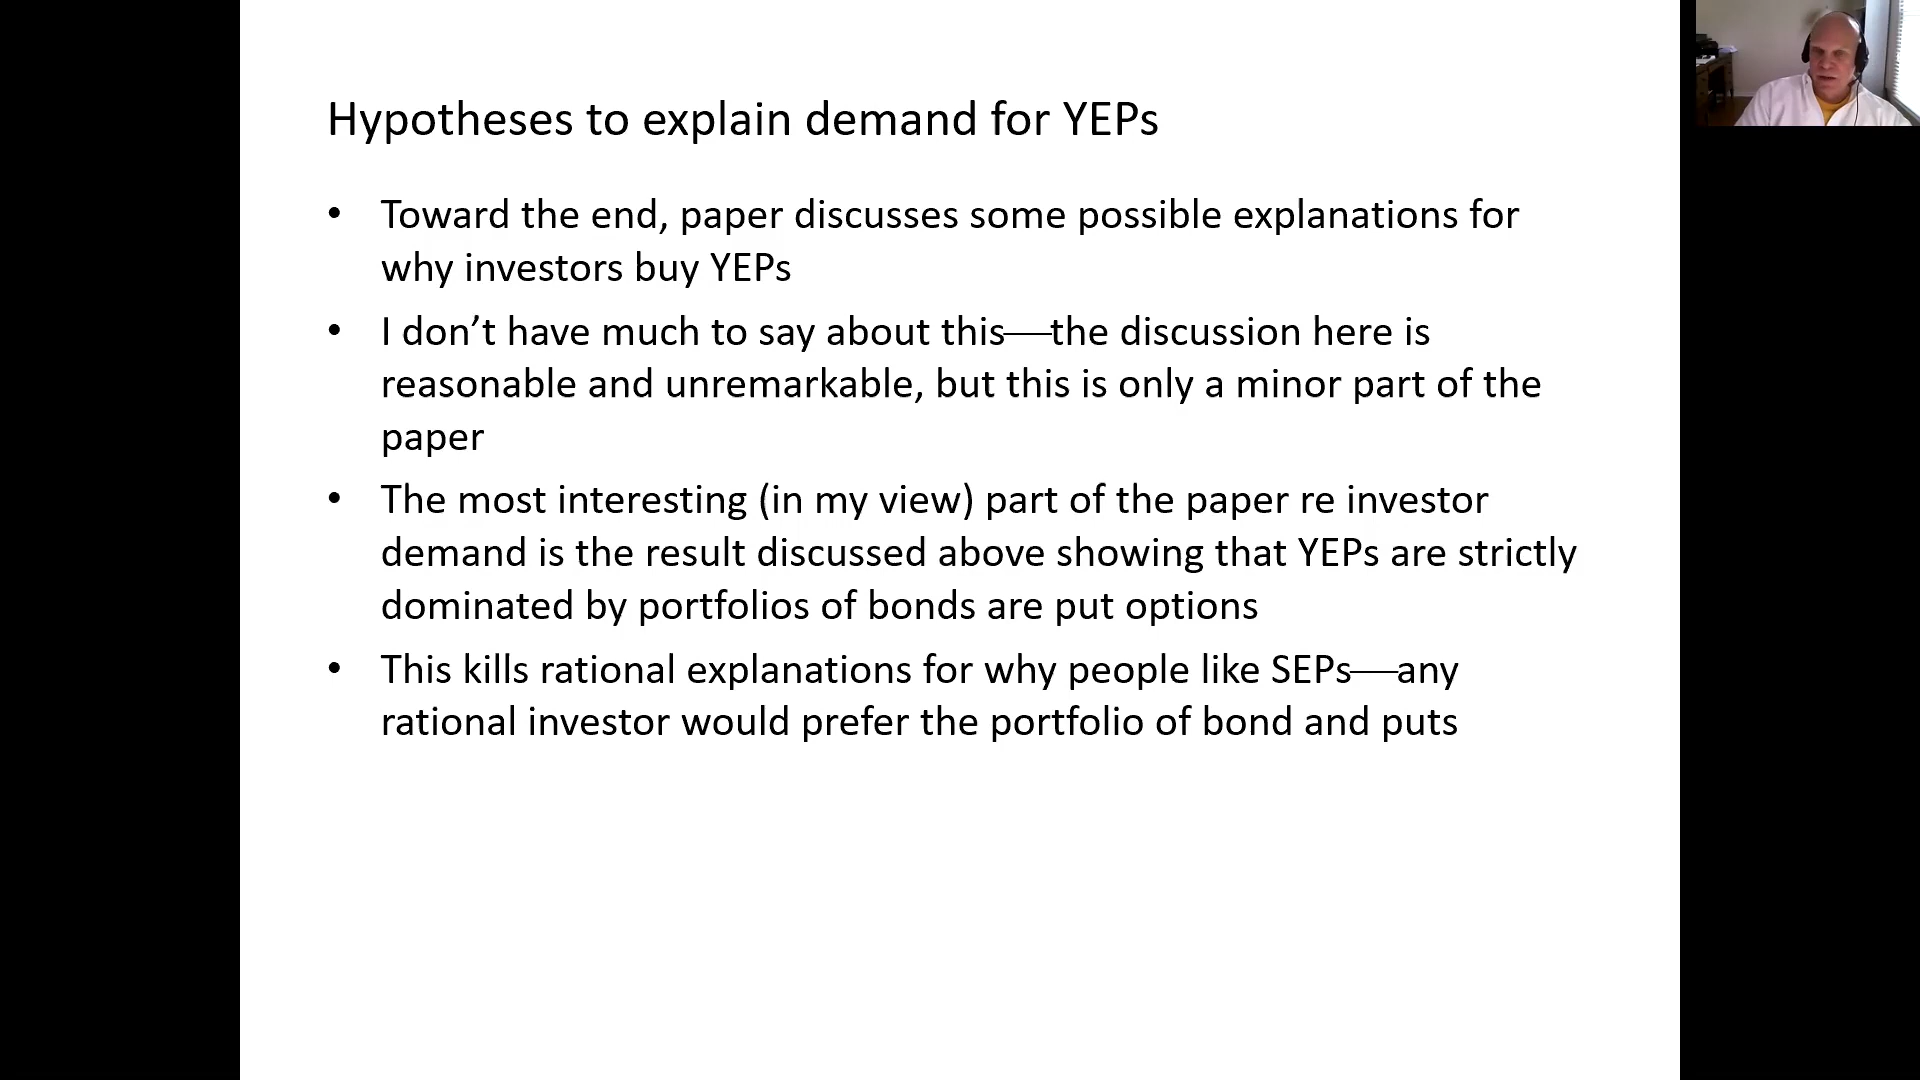 Hypotheses to explain demand for YEPs
• Toward the end, paper discusses some possible explanations for
why investors buy YEPs
• I don’t have much to say about this—the discussion here is
reasonable and unremarkable, but this is only a minor part of the
paper
• The most interesting (in my view) part of the paper re investor
demand is the result discussed above showing that YEPs are strictly
dominated by portfolios of bonds are put options
• This kills rational explanations for why people like SEPs—any
rational investor would prefer the portfolio of bond and puts